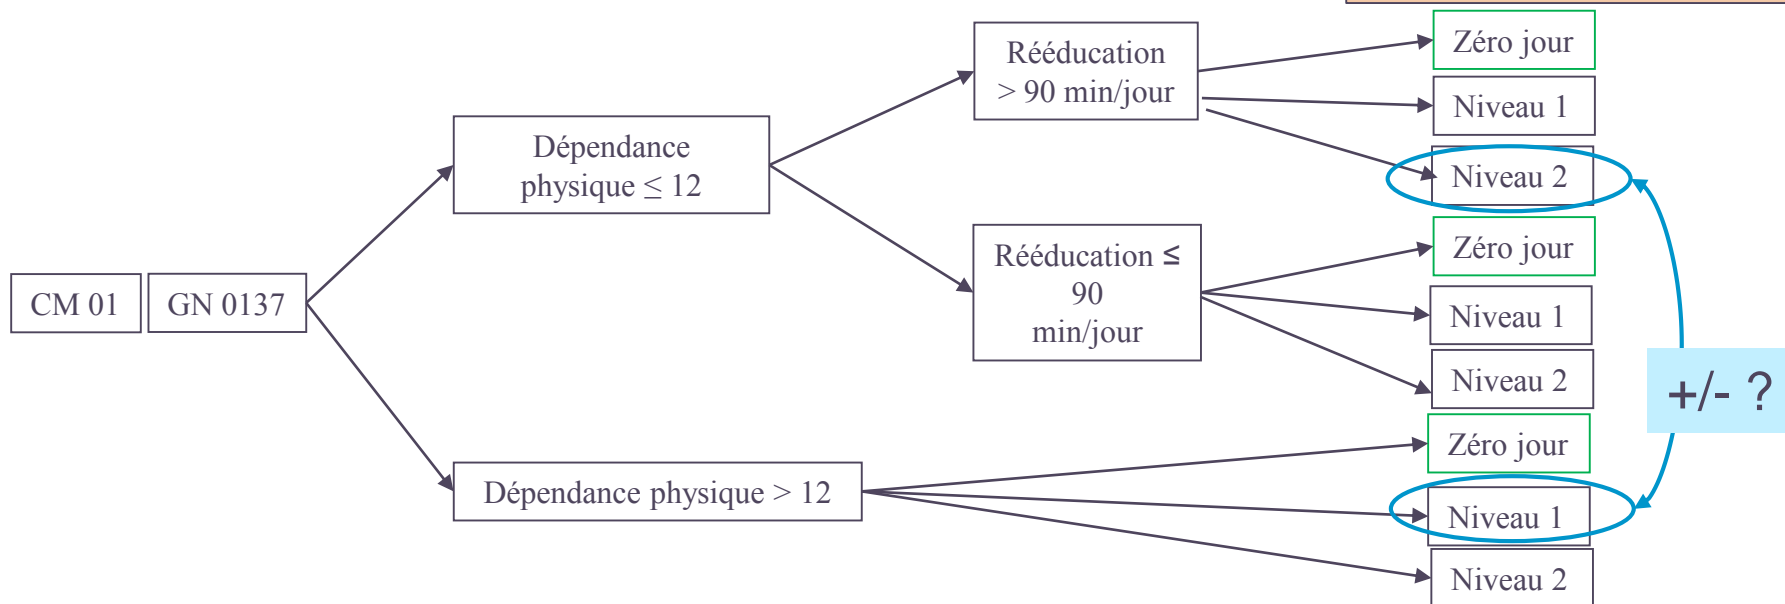 CM 01
GN 0137
Dépendance
physique ≤ 12
Dépendance physique > 12
Rééducation
> 90 min/jour
Rééducation ≤
90
min/jour
Zéro jour
Niveau 1
Niveau 2
Zéro jour
Niveau 1
Niveau 2
Zéro jour
Niveau 1
Niveau 2
+/- ?